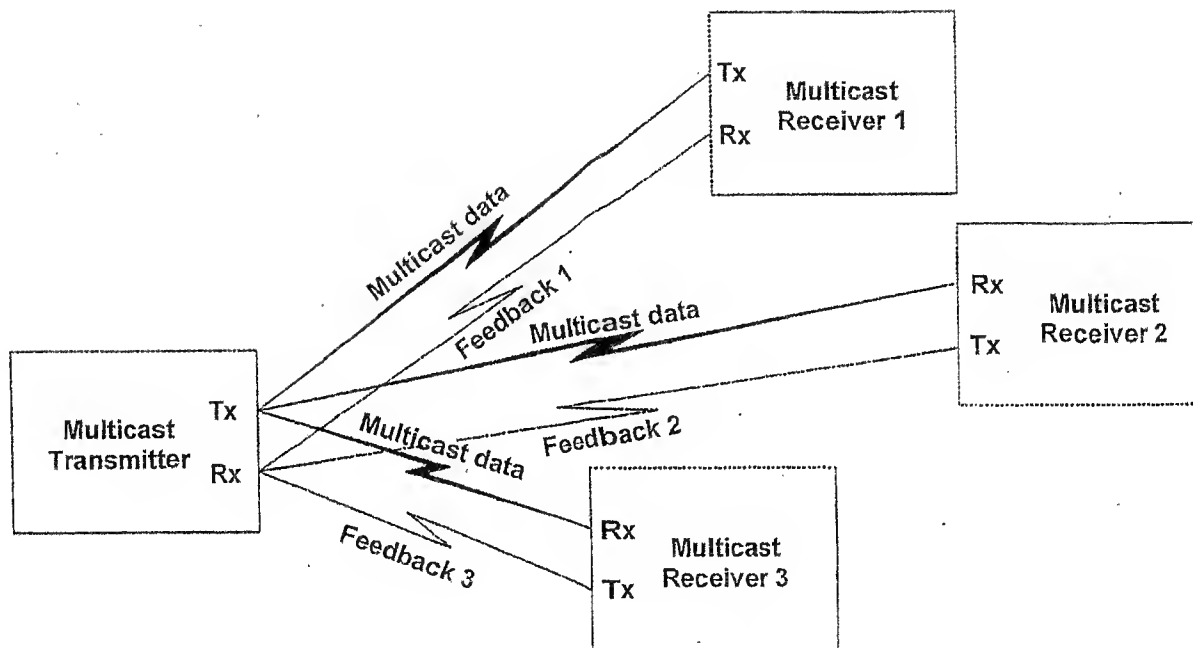 Tx
Multicast
Receiver 1
Rx
Multicast data
Feedback 1
Multicast data
Rx
Multicast
Receiver 2
Tx
Multicast
Transmitter
Tx
Rx
Multicast data
Feedback 2
Feedback 3
Rx
Multicast
Receiver 3
Tx